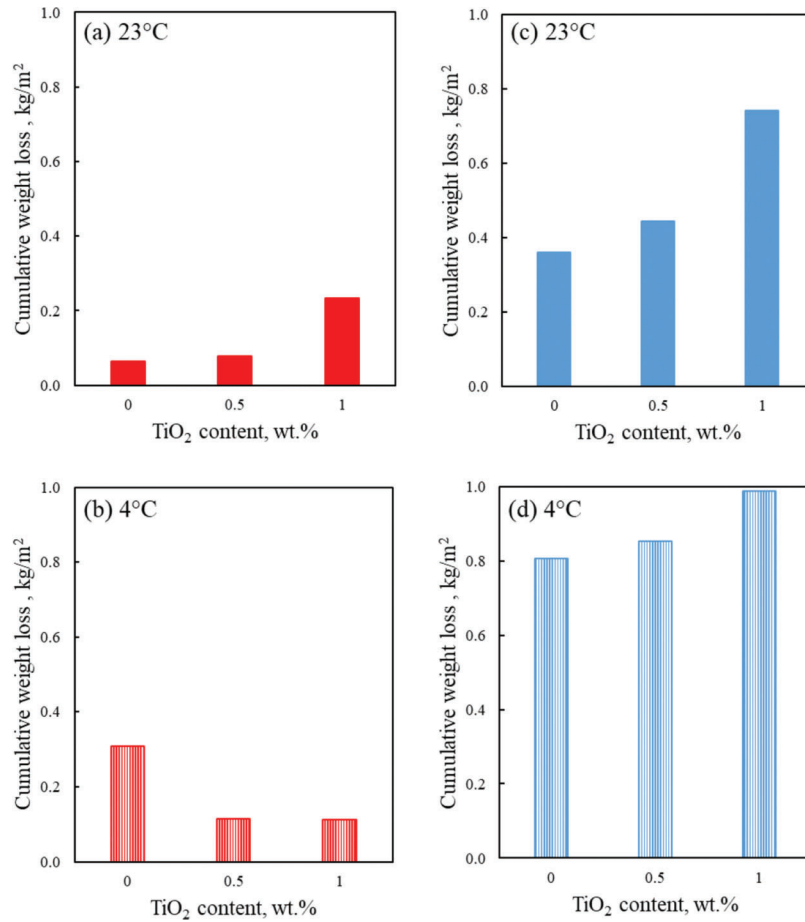 (a) 23°C
Cumulative weight loss , kg/m²
1.0
0.8
0.6
0.4
0.2
0.0
0 0.5 1
TiO₂ content, wt.%
(c) 23°C
Cumulative weight loss , kg/m²
1.0
0.8
0.6
0.4
0.2
0.0
0 0.5 1
TiO₂ content, wt.%
(b) 4°C
Cumulative weight loss , kg/m²
1.0
0.8
0.6
0.4
0.2
0.0
0 0.5 1
TiO₂ content, wt.%
(d) 4°C
Cumulative weight loss , kg/m²
1.0
0.8
0.6
0.4
0.2
0.0
0 0.5 1
TiO₂ content, wt.%